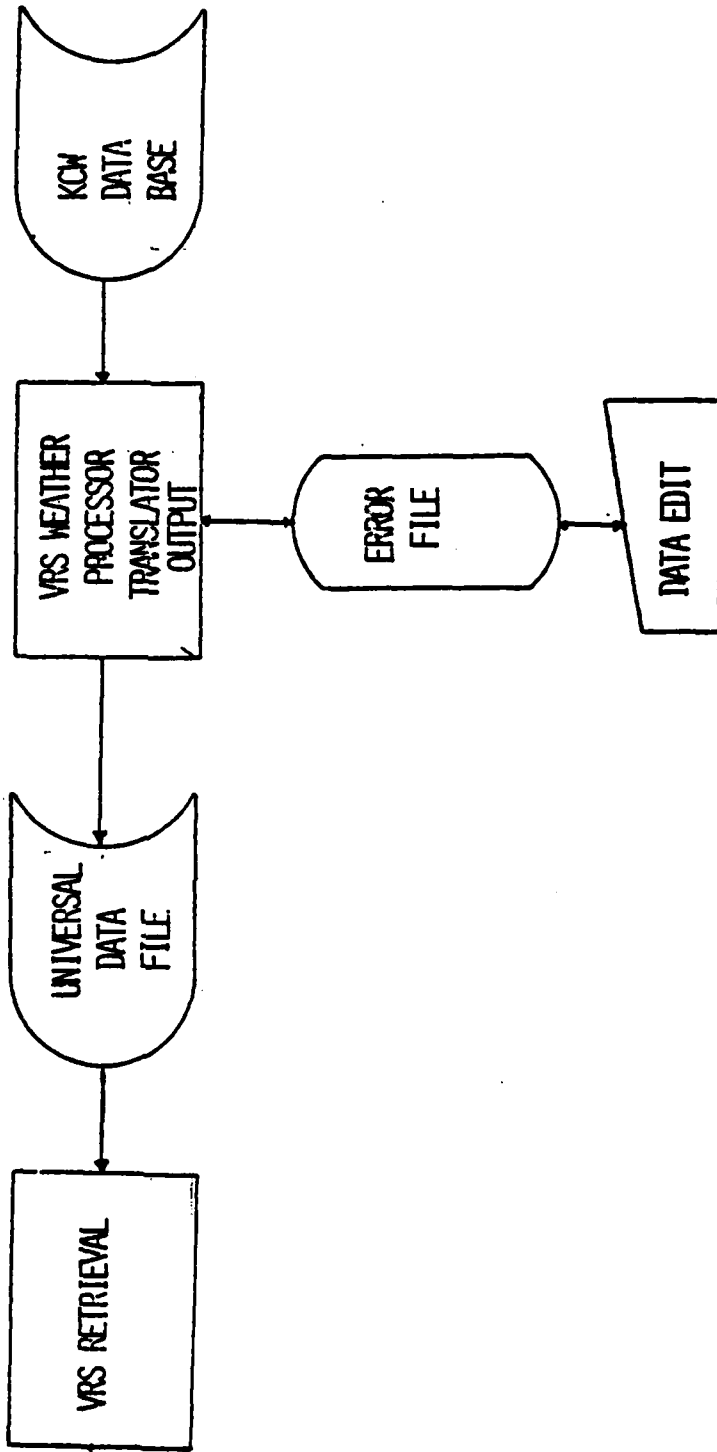 VRS RETRIEVAL
UNIVERSAL
DATA
FILE
VRS WEATHER
PROCESSOR
TRANSLATOR
OUTPUT
KCW
DATA
BASE
ERROR
FILE
DATA EDIT